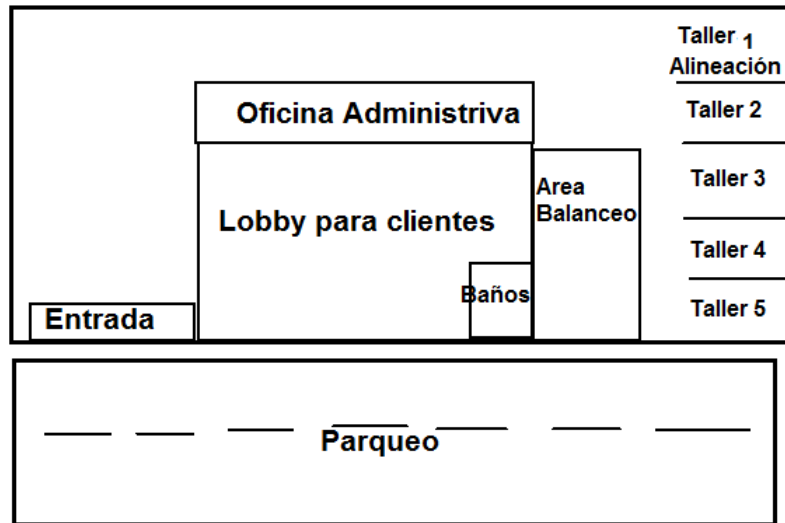 Taller 1
Alineación
Oficina Administriva
Taller 2
Area
Balanceo
Taller 3
Lobby para clientes
Taller 4
Baños
Entrada
Taller 5
Parqueo